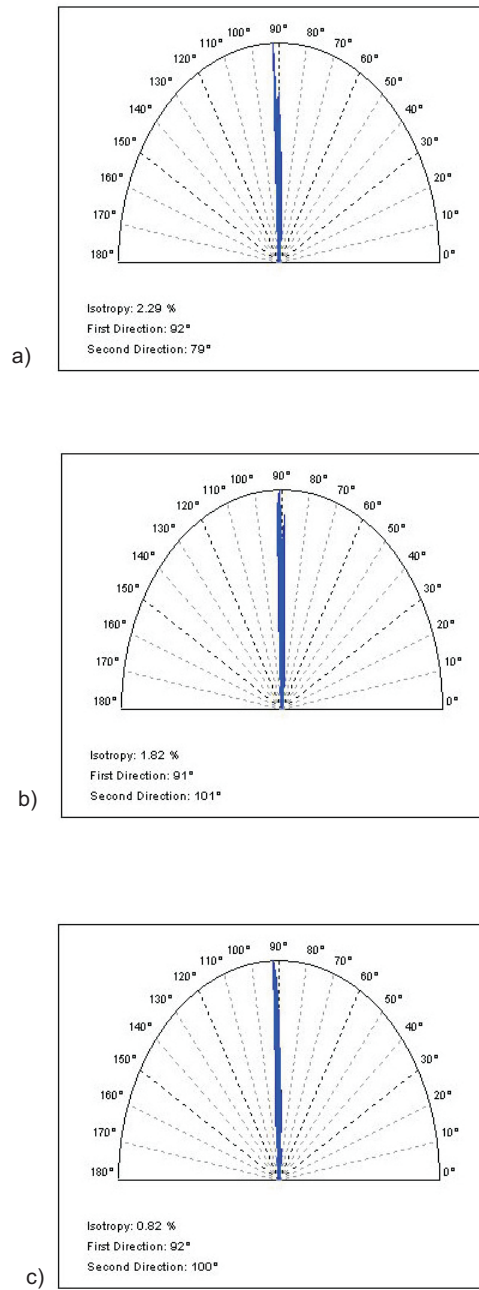 90°
100° 80°
110° 70°
120° 60°
130° 50°
140° 40°
150° 30°
160° 20°
170° 10°
180° 0°
Isotropy: 2.29 %
First Direction: 92°
Second Direction: 79°
a)
90°
100° 80°
110° 70°
120° 60°
130° 50°
140° 40°
150° 30°
160° 20°
170° 10°
180° 0°
Isotropy: 1.82 %
First Direction: 91°
Second Direction: 101°
b)
90°
100° 80°
110° 70°
120° 60°
130° 50°
140° 40°
150° 30°
160° 20°
170° 10°
180° 0°
Isotropy: 0.82 %
First Direction: 92°
Second Direction: 100°
c)